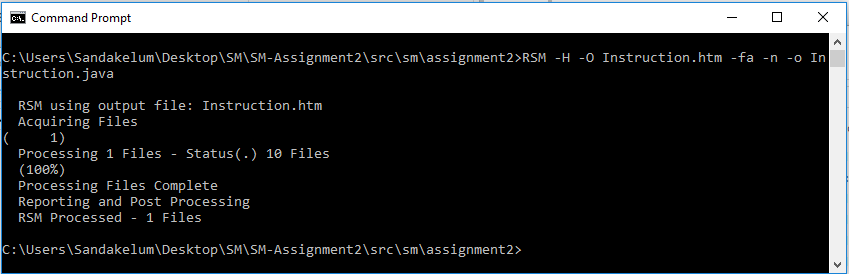 Command Prompt
C:\Users\Sandakelum\Desktop\SM\SM-Assignment2\src\sm\assignment2>RSM -H -O Instruction.htm -fa -n -o In
struction.java
RSM using output file: Instruction.htm
Acquiring Files
(     1)
Processing 1 Files - Status(.) 10 Files
(100%)
Processing Files Complete
Reporting and Post Processing
RSM Processed - 1 Files
C:\Users\Sandakelum\Desktop\SM\SM-Assignment2\src\sm\assignment2>